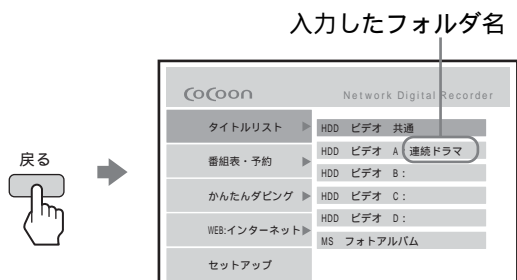 入力したフォルダ名
CoCoon
Network Digital Recorder
タイトルリスト
HDD ビデオ 共通
番組表・予約
HDD ビデオ A 連続ドラマ
HDD ビデオ B：
かんたんダビング
HDD ビデオ C：
HDD ビデオ D：
WEB:インターネット
MS フォトアルバム
セットアップ
戻る